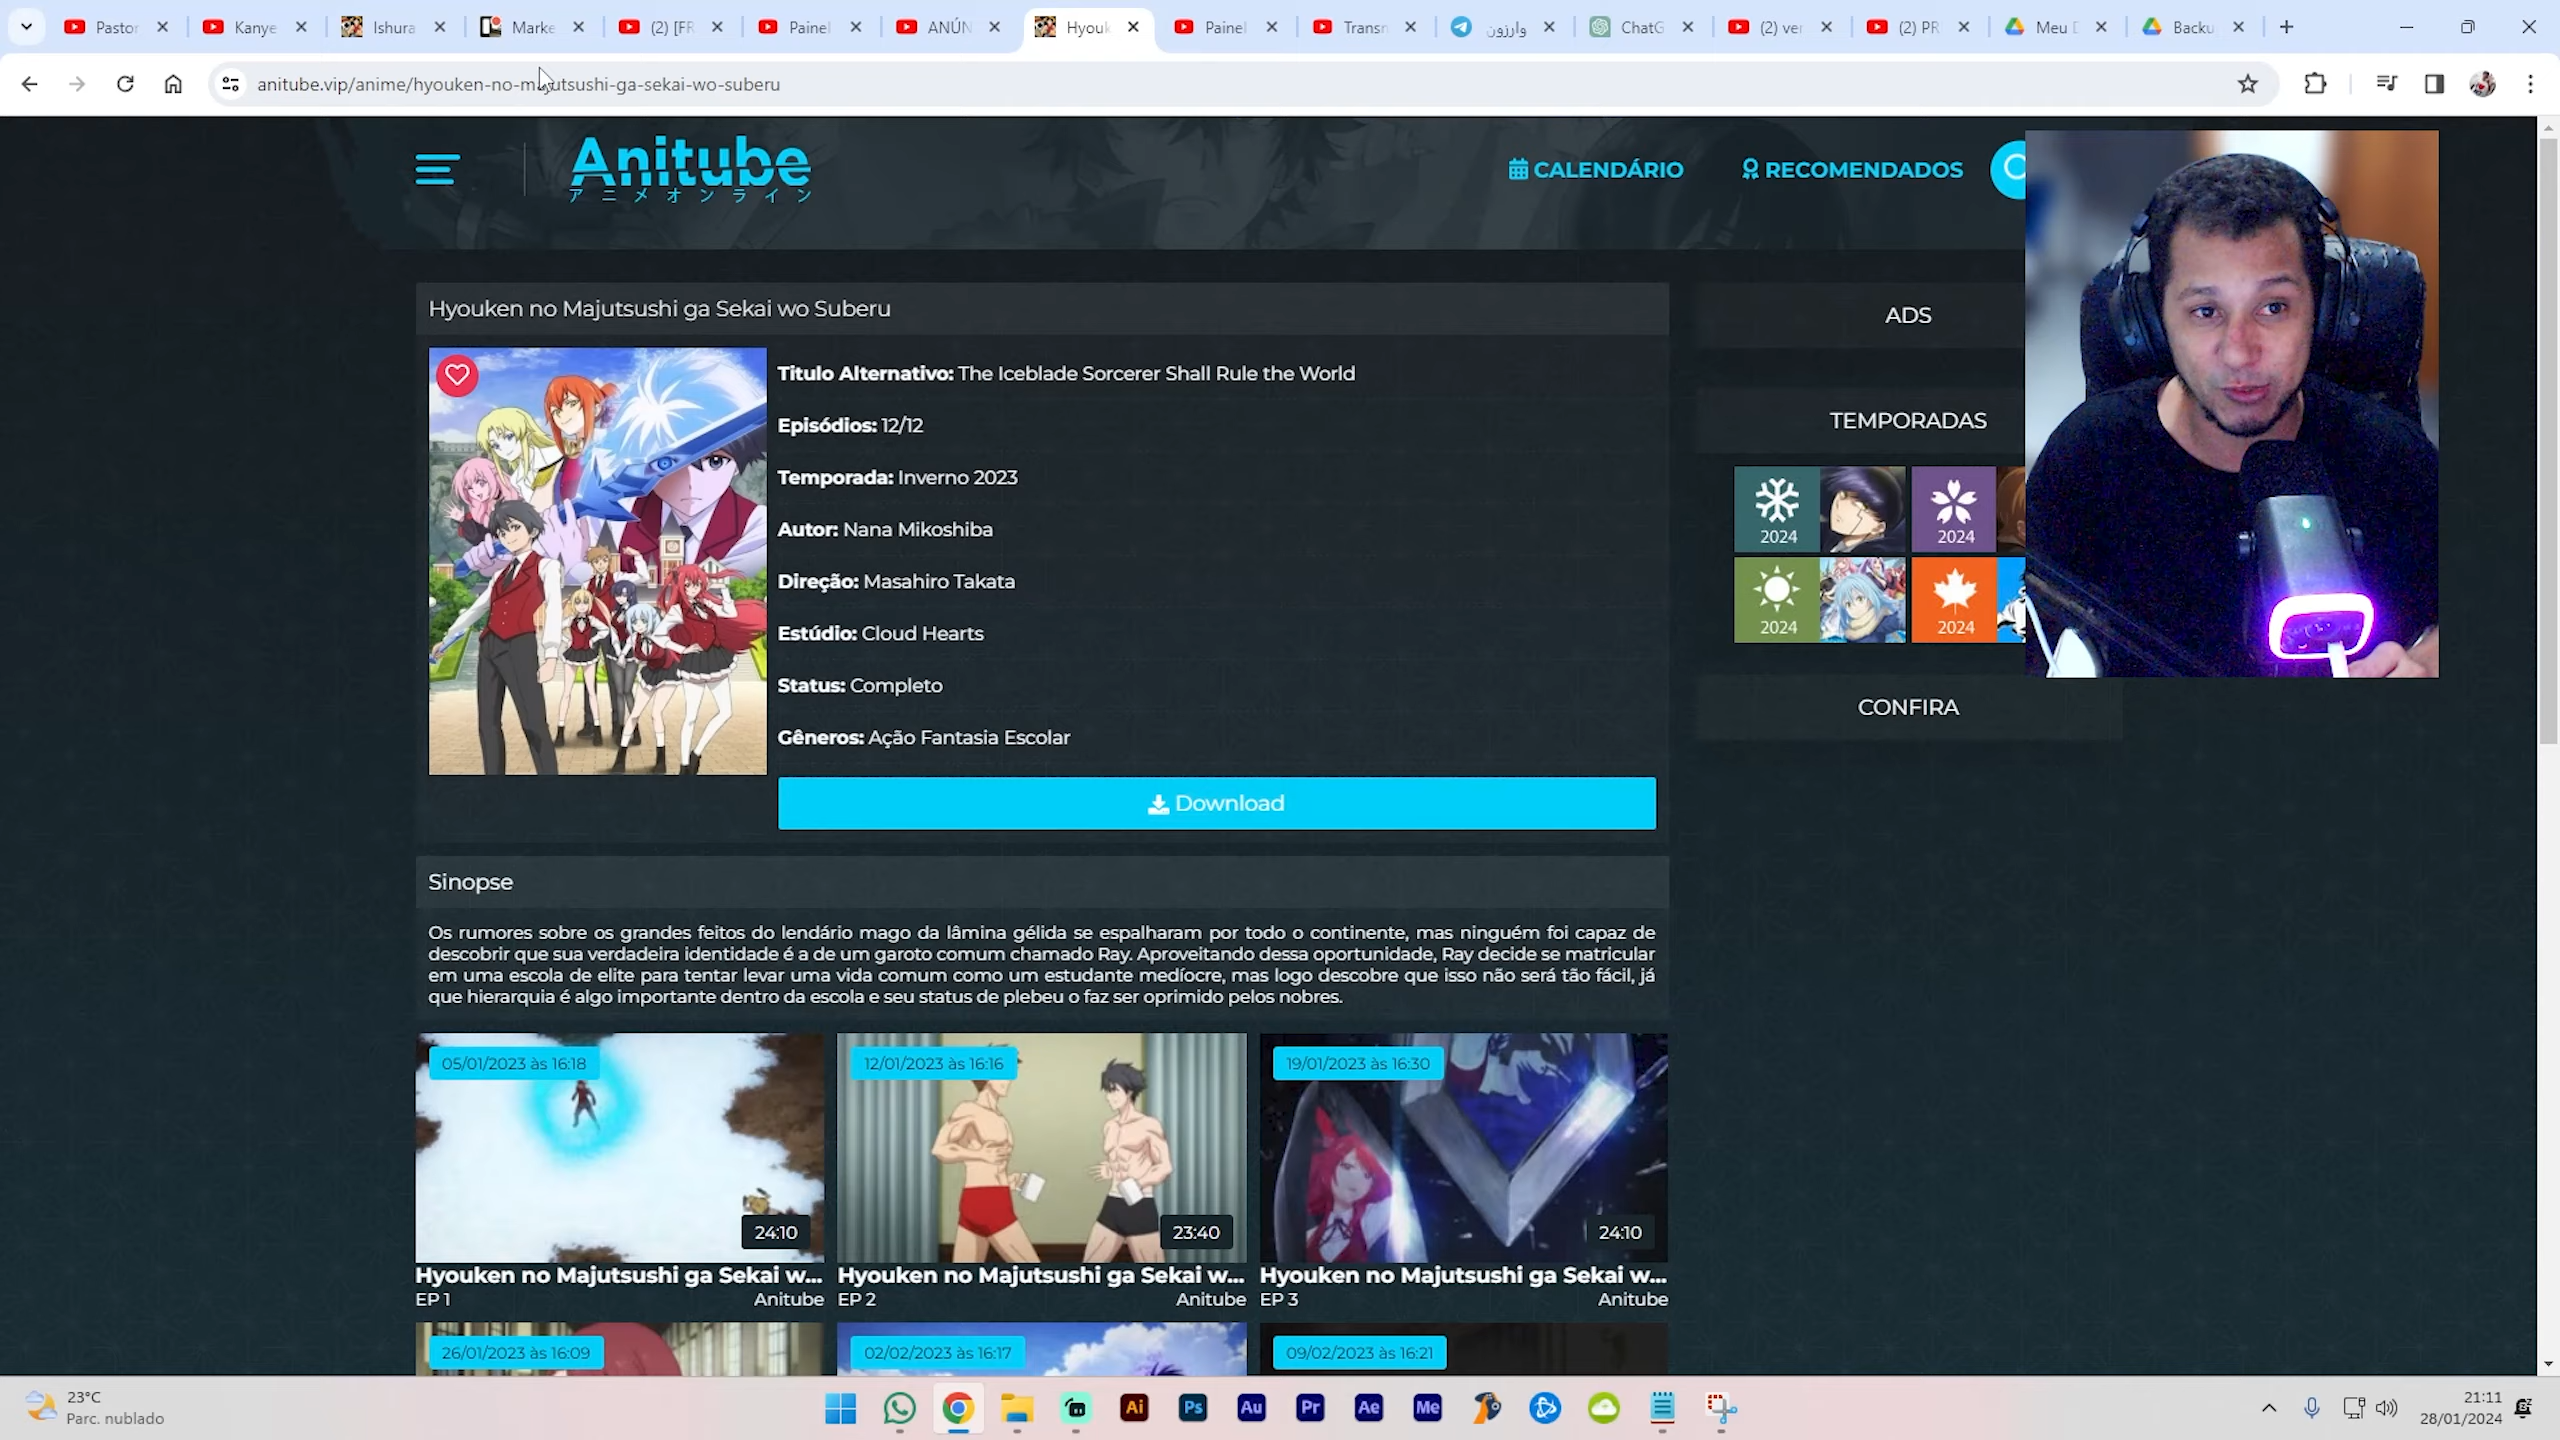 Pastor
Kanye
Ishura
Marke
(2) [FR
Painel
ANÚN
Hyouk
Painel
Transn
وارزون
ChatG
(2) ver
(2) PR
Meu D
Backu
anitube.vip/anime/hyouken-no-majutsushi-ga-sekai-wo-suberu
Anitube
アニメオンライン
CALENDÁRIO
RECOMENDADOS
Hyouken no Majutsushi ga Sekai wo Suberu
Titulo Alternativo: The Iceblade Sorcerer Shall Rule the World
Episódios: 12/12
Temporada: Inverno 2023
Autor: Nana Mikoshiba
Direção: Masahiro Takata
Estúdio: Cloud Hearts
Status: Completo
Gêneros: Ação Fantasia Escolar
Download
ADS
TEMPORADAS
2024
2024
2024
2024
CONFIRA
Sinopse
Os rumores sobre os grandes feitos do lendário mago da lâmina gélida se espalharam por todo o continente, mas ninguém foi capaz de
descobrir que sua verdadeira identidade é a de um garoto comum chamado Ray. Aproveitando dessa oportunidade, Ray decide se matricular
em uma escola de elite para tentar levar uma vida comum como um estudante medíocre, mas logo descobre que isso não será tão fácil, já
que hierarquia é algo importante dentro da escola e seu status de plebeu o faz ser oprimido pelos nobres.
05/01/2023 às 16:18
24:10
Hyouken no Majutsushi ga Sekai w...
EP 1
Anitube
12/01/2023 às 16:16
23:40
Hyouken no Majutsushi ga Sekai w...
EP 2
Anitube
19/01/2023 às 16:30
24:10
Hyouken no Majutsushi ga Sekai w...
EP 3
Anitube
26/01/2023 às 16:09
02/02/2023 às 16:17
09/02/2023 às 16:21
23°C
Parc. nublado
Ai
Ps
Au
Pr
Ae
Me
21:11
28/01/2024